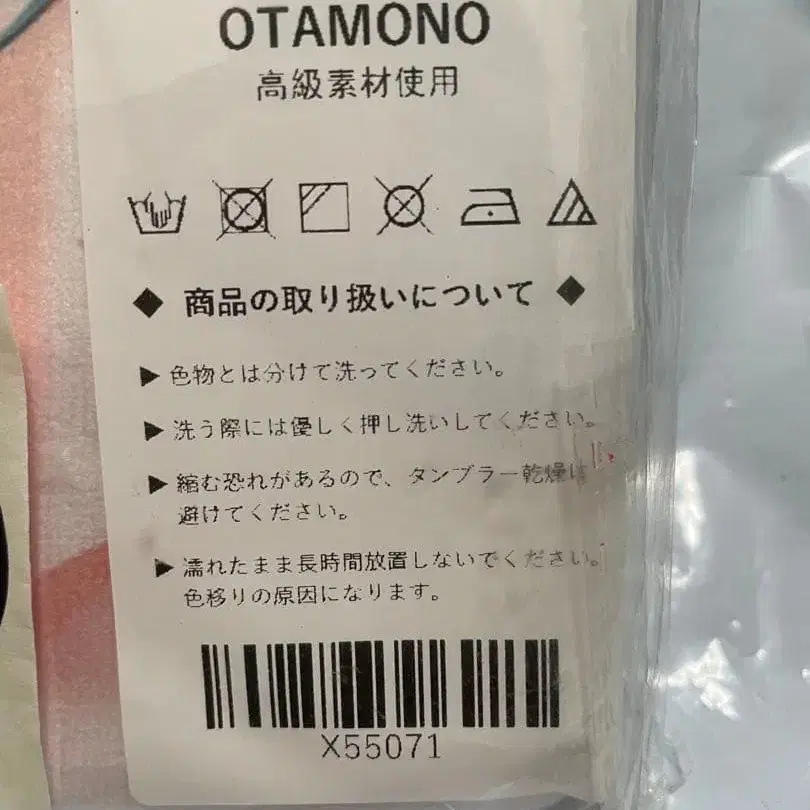 OTAMONO
高級素材使用
◆ 商品の取り扱いについて ◆
▶ 色物とは分けて洗ってください。
▶ 洗う際には優しく押し洗いしてください。
▶ 縮む恐れがあるので、タンブラー乾燥は
避けてください。
▶ 濡れたまま長時間放置しないでください。
色移りの原因になります。
X55071